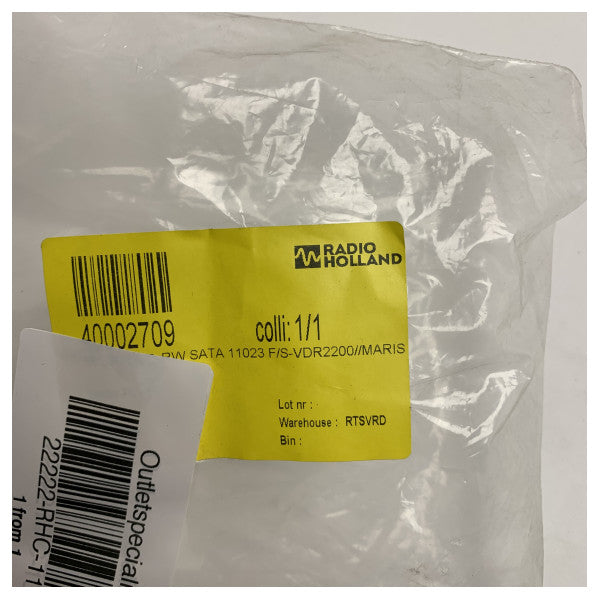 RADIO
HOLLAND
40002709
colli: 1/1
RW SATA 11023 F/S-VDR2200//MARIS
Lot nr :
Warehouse : RTSVRD
Bin :
Outletspecial
22222-RHC-11
1 from 1